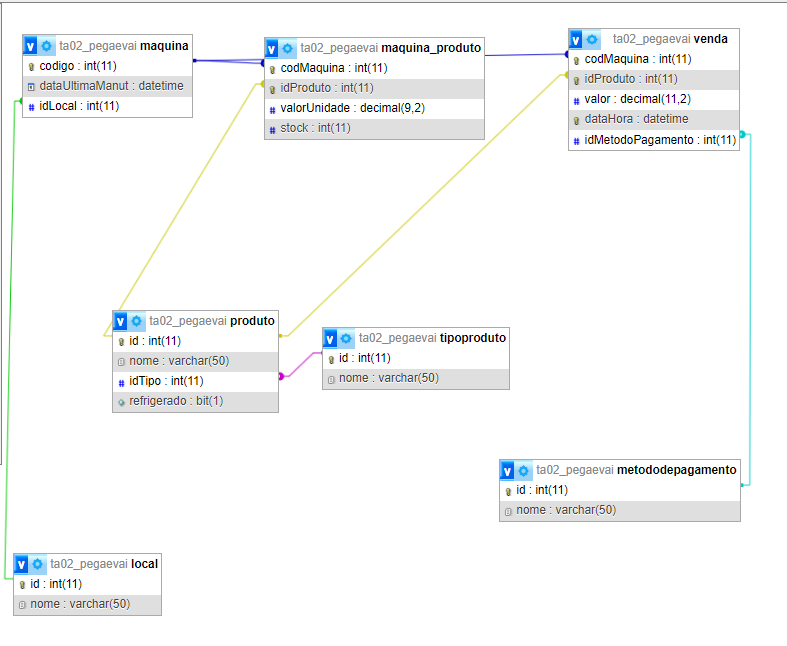 ta02_pegaevai maquina
codigo : int(11)
dataUltimaManut : datetime
idLocal : int(11)
ta02_pegaevai maquina_produto
codMaquina : int(11)
idProduto : int(11)
valorUnidade : decimal(9,2)
stock : int(11)
ta02_pegaevai venda
codMaquina : int(11)
idProduto : int(11)
valor : decimal(11,2)
dataHora : datetime
idMetodoPagamento : int(11)
ta02_pegaevai produto
id : int(11)
nome : varchar(50)
idTipo : int(11)
refrigerado : bit(1)
ta02_pegaevai tipoproduto
id : int(11)
nome : varchar(50)
ta02_pegaevai metododepagamento
id : int(11)
nome : varchar(50)
ta02_pegaevai local
id : int(11)
nome : varchar(50)